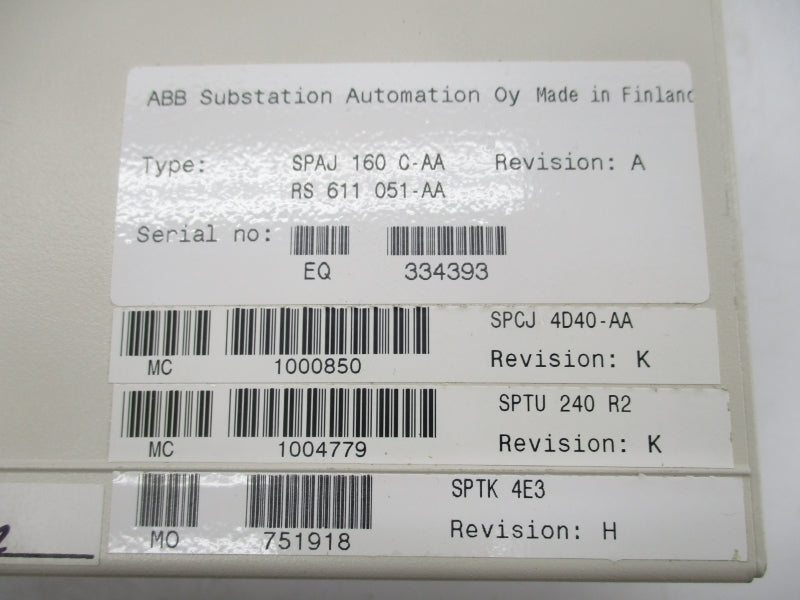 ABB Substation Automation Oy Made in Finland
Type: SPAJ 160 C-AA Revision: A
RS 611 051-AA
Serial no:
EQ 334393
SPCJ 4D40-AA
MC 1000850 Revision: K
SPTU 240 R2
MC 1004779 Revision: K
SPTK 4E3
MO 751918 Revision: H